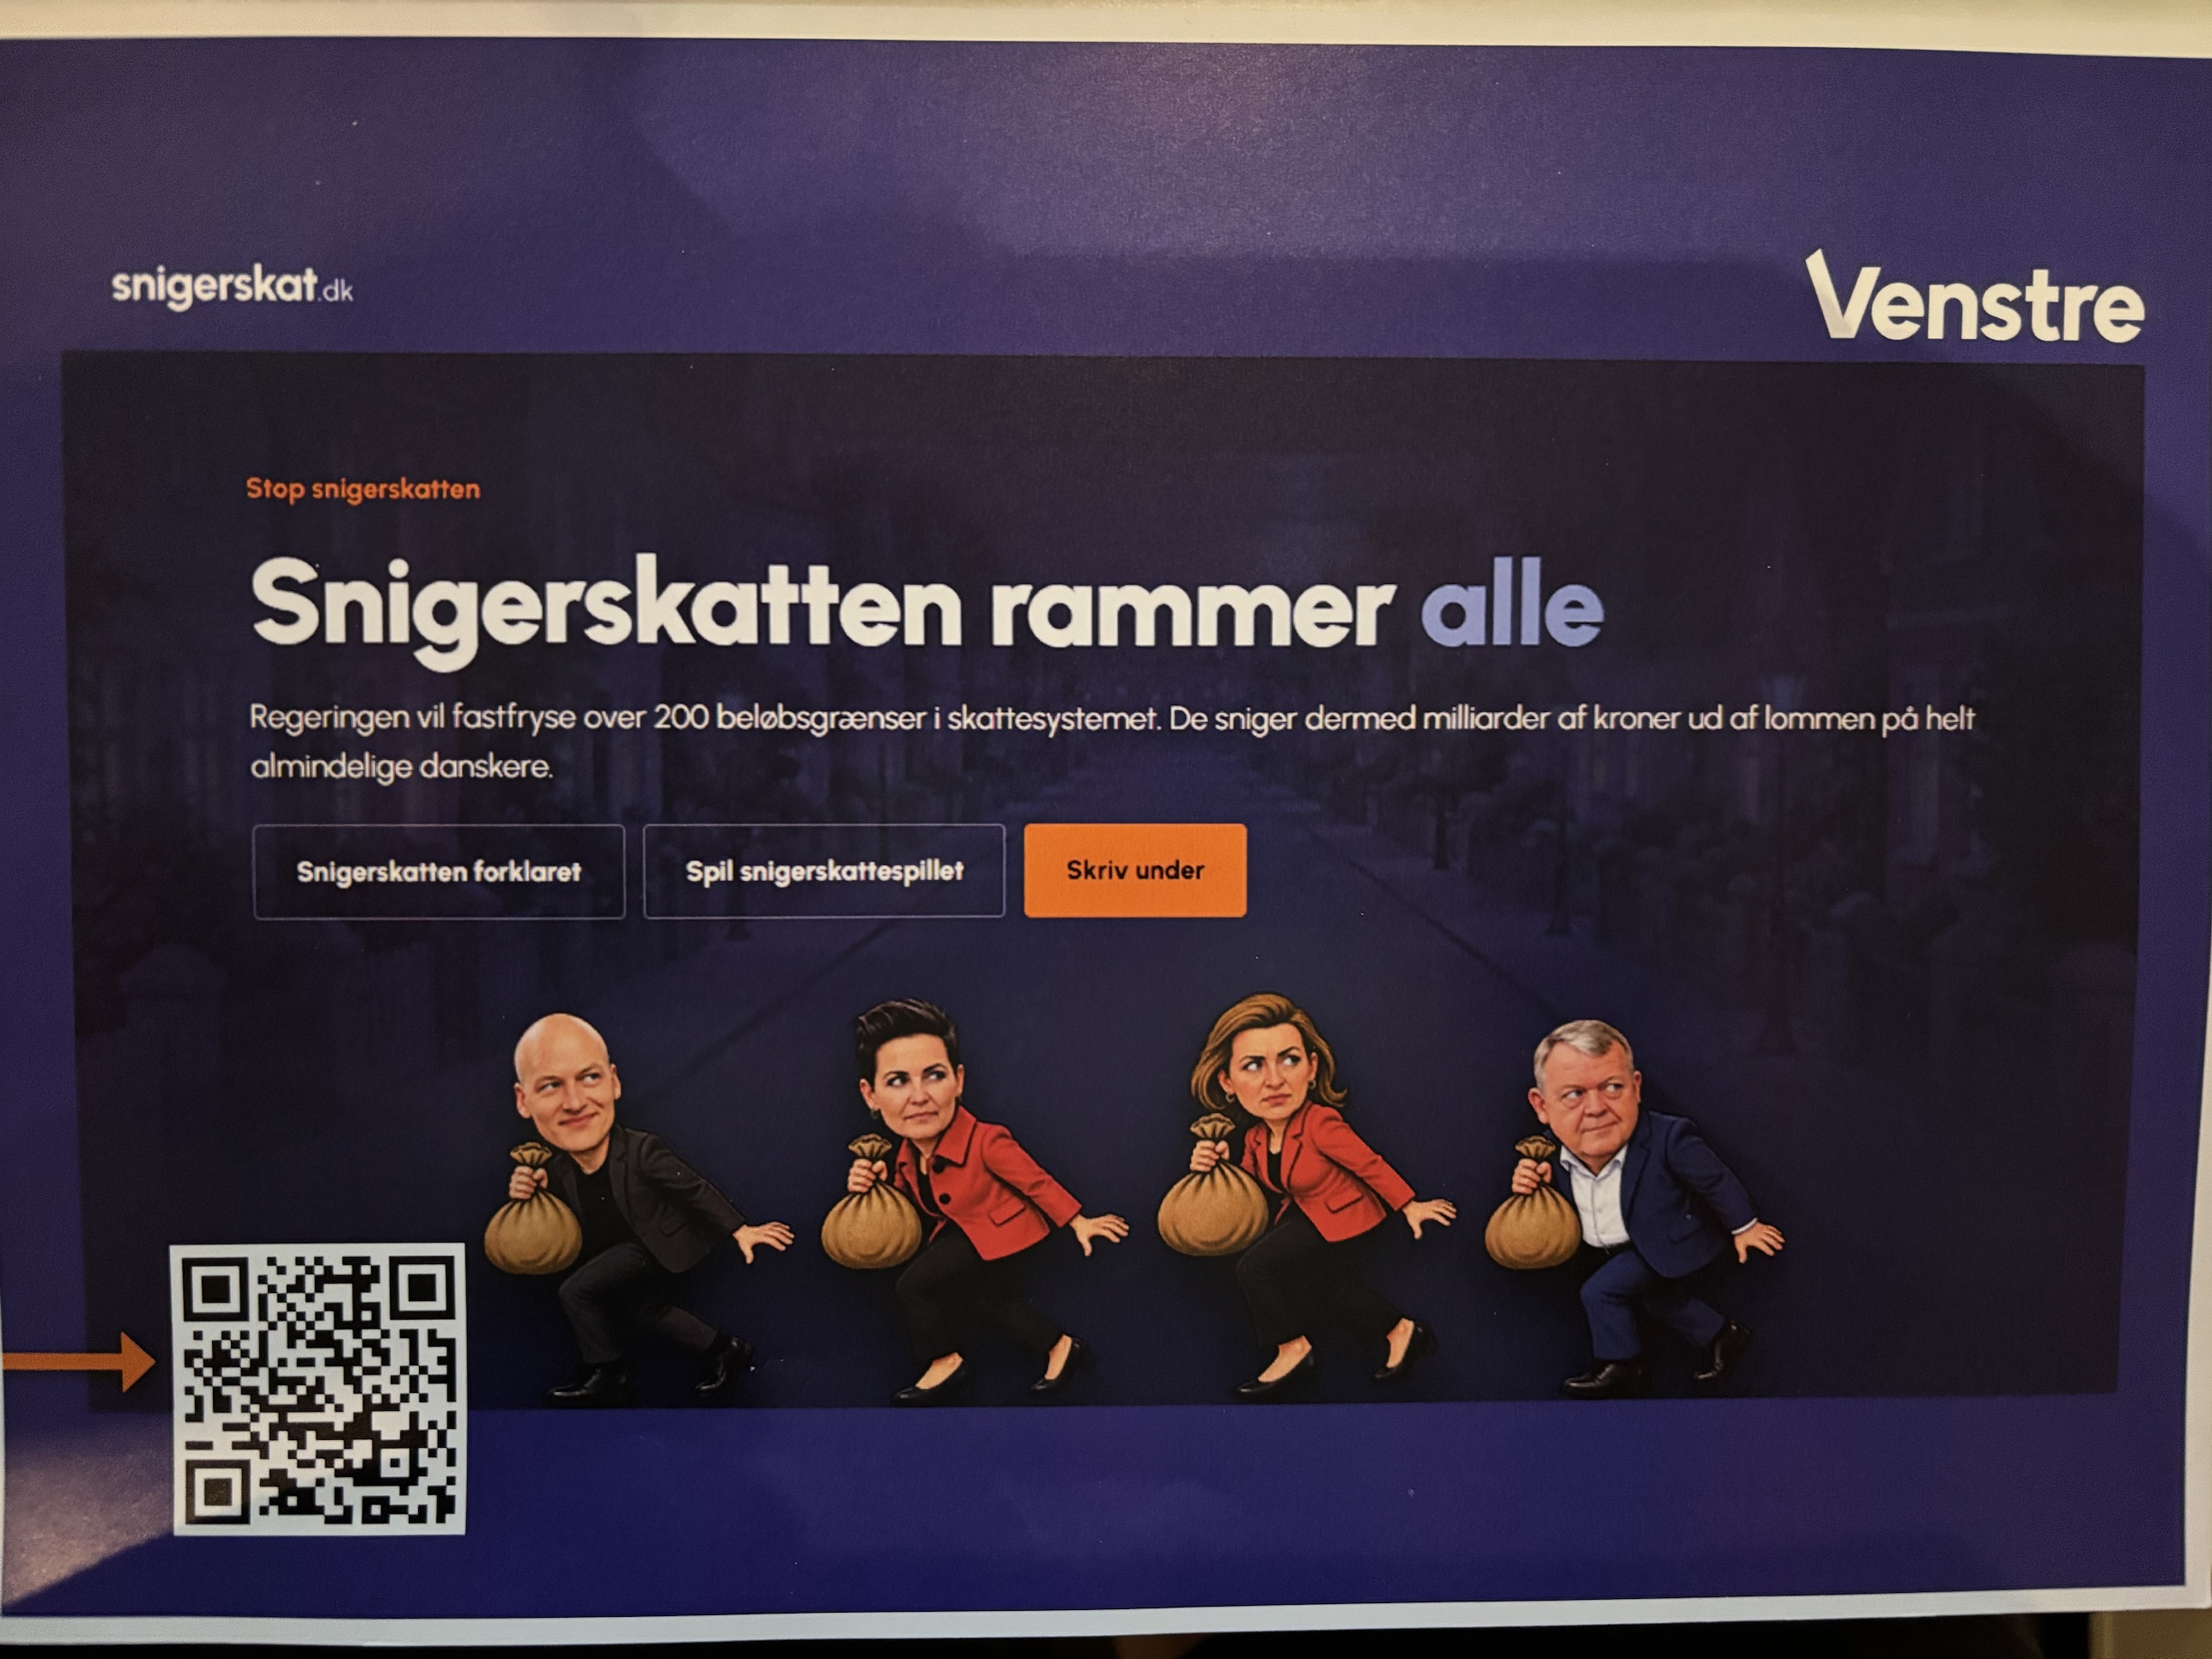 snigerskat.dk
Venstre
Stop snigerskatten
Snigerskatten rammer alle
Regeringen vil fastfryse over 200 beløbsgrænser i skattesystemet. De sniger dermed milliarder af kroner ud af lommen på helt
almindelige danskere.
Snigerskatten forklaret
Spil snigerskattespillet
Skriv under